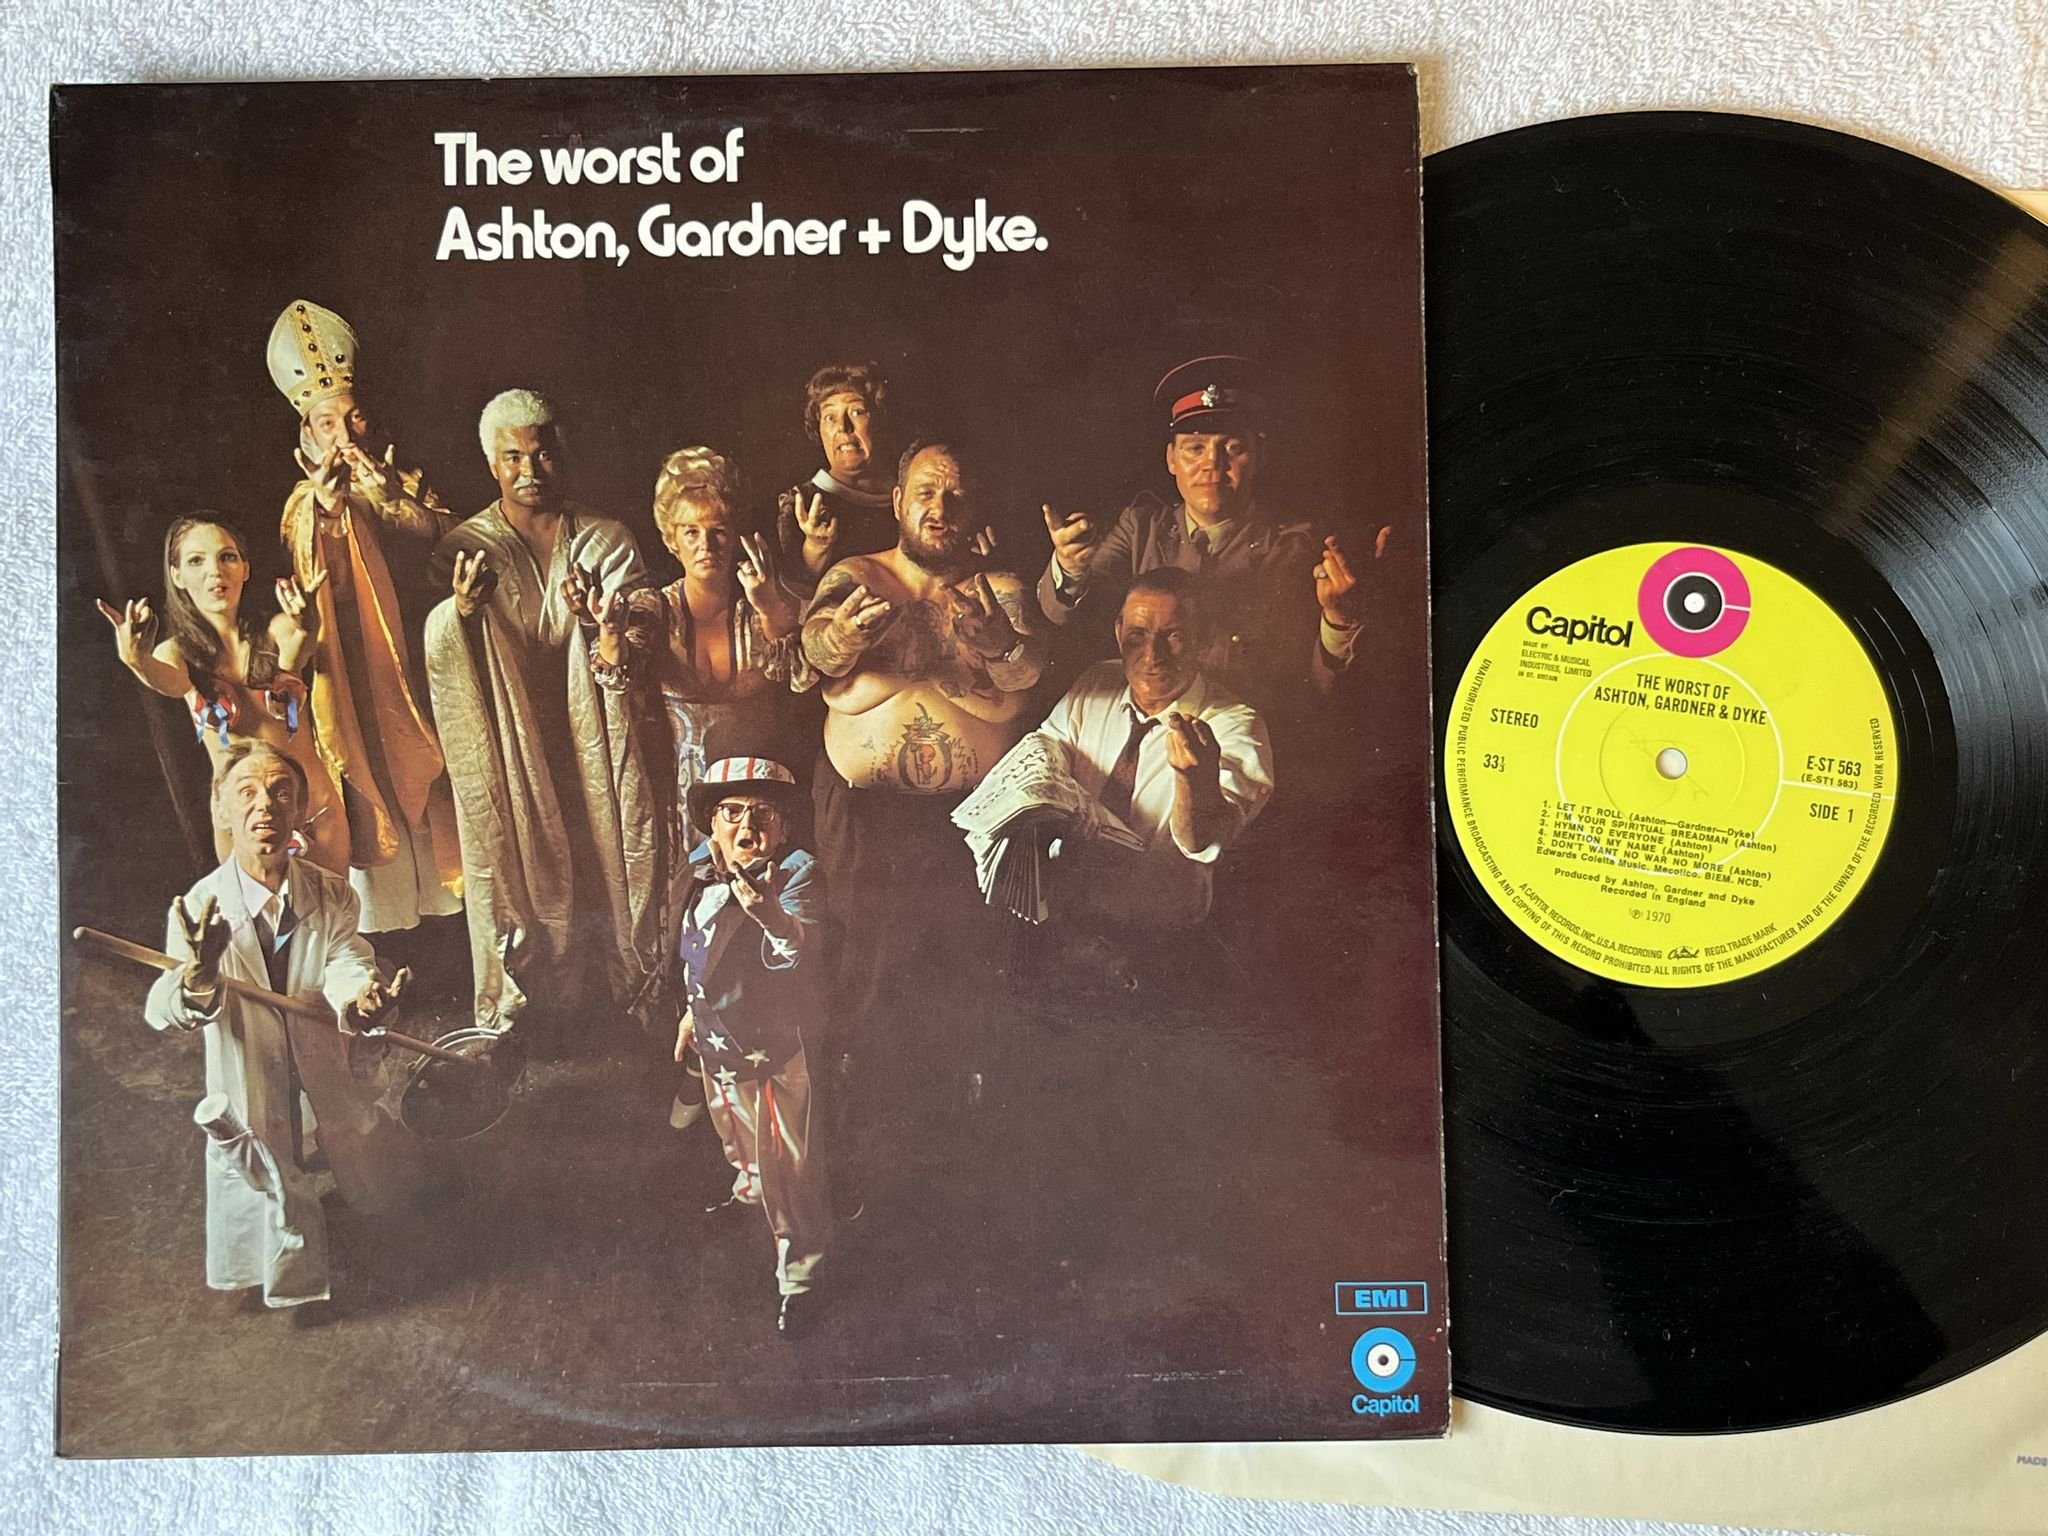 The worst of
Ashton, Gardner + Dyke.
EMI
Capitol
Capitol
MADE BY
ELECTRIC & MUSICAL
INDUSTRIES, LIMITED
IN GT. BRITAIN
THE WORST OF
ASHTON, GARDNER & DYKE
STEREO
33⅓
E-ST 563
(E-ST1 563)
SIDE 1
1. LET IT ROLL (Ashton—Gardner—Dyke)
2. I'M YOUR SPIRITUAL BREADMAN (Ashton)
3. HYMN TO EVERYONE (Ashton)
4. MENTION MY NAME (Ashton)
5. DON'T WANT NO WAR NO MORE (Ashton)
Edwards Coletta Music. Mecolico. BIEM. NCB.
Produced by Ashton, Gardner and Dyke
Recorded in England
℗ 1970
A CAPITOL RECORDS, INC., U.S.A. RECORDING Capitol REGD. TRADE MARK
UNAUTHORISED PUBLIC PERFORMANCE BROADCASTING AND COPYING OF THIS RECORD PROHIBITED·ALL RIGHTS OF THE MANUFACTURER AND OF THE OWNER OF THE RECORDED WORK RESERVED
MADE